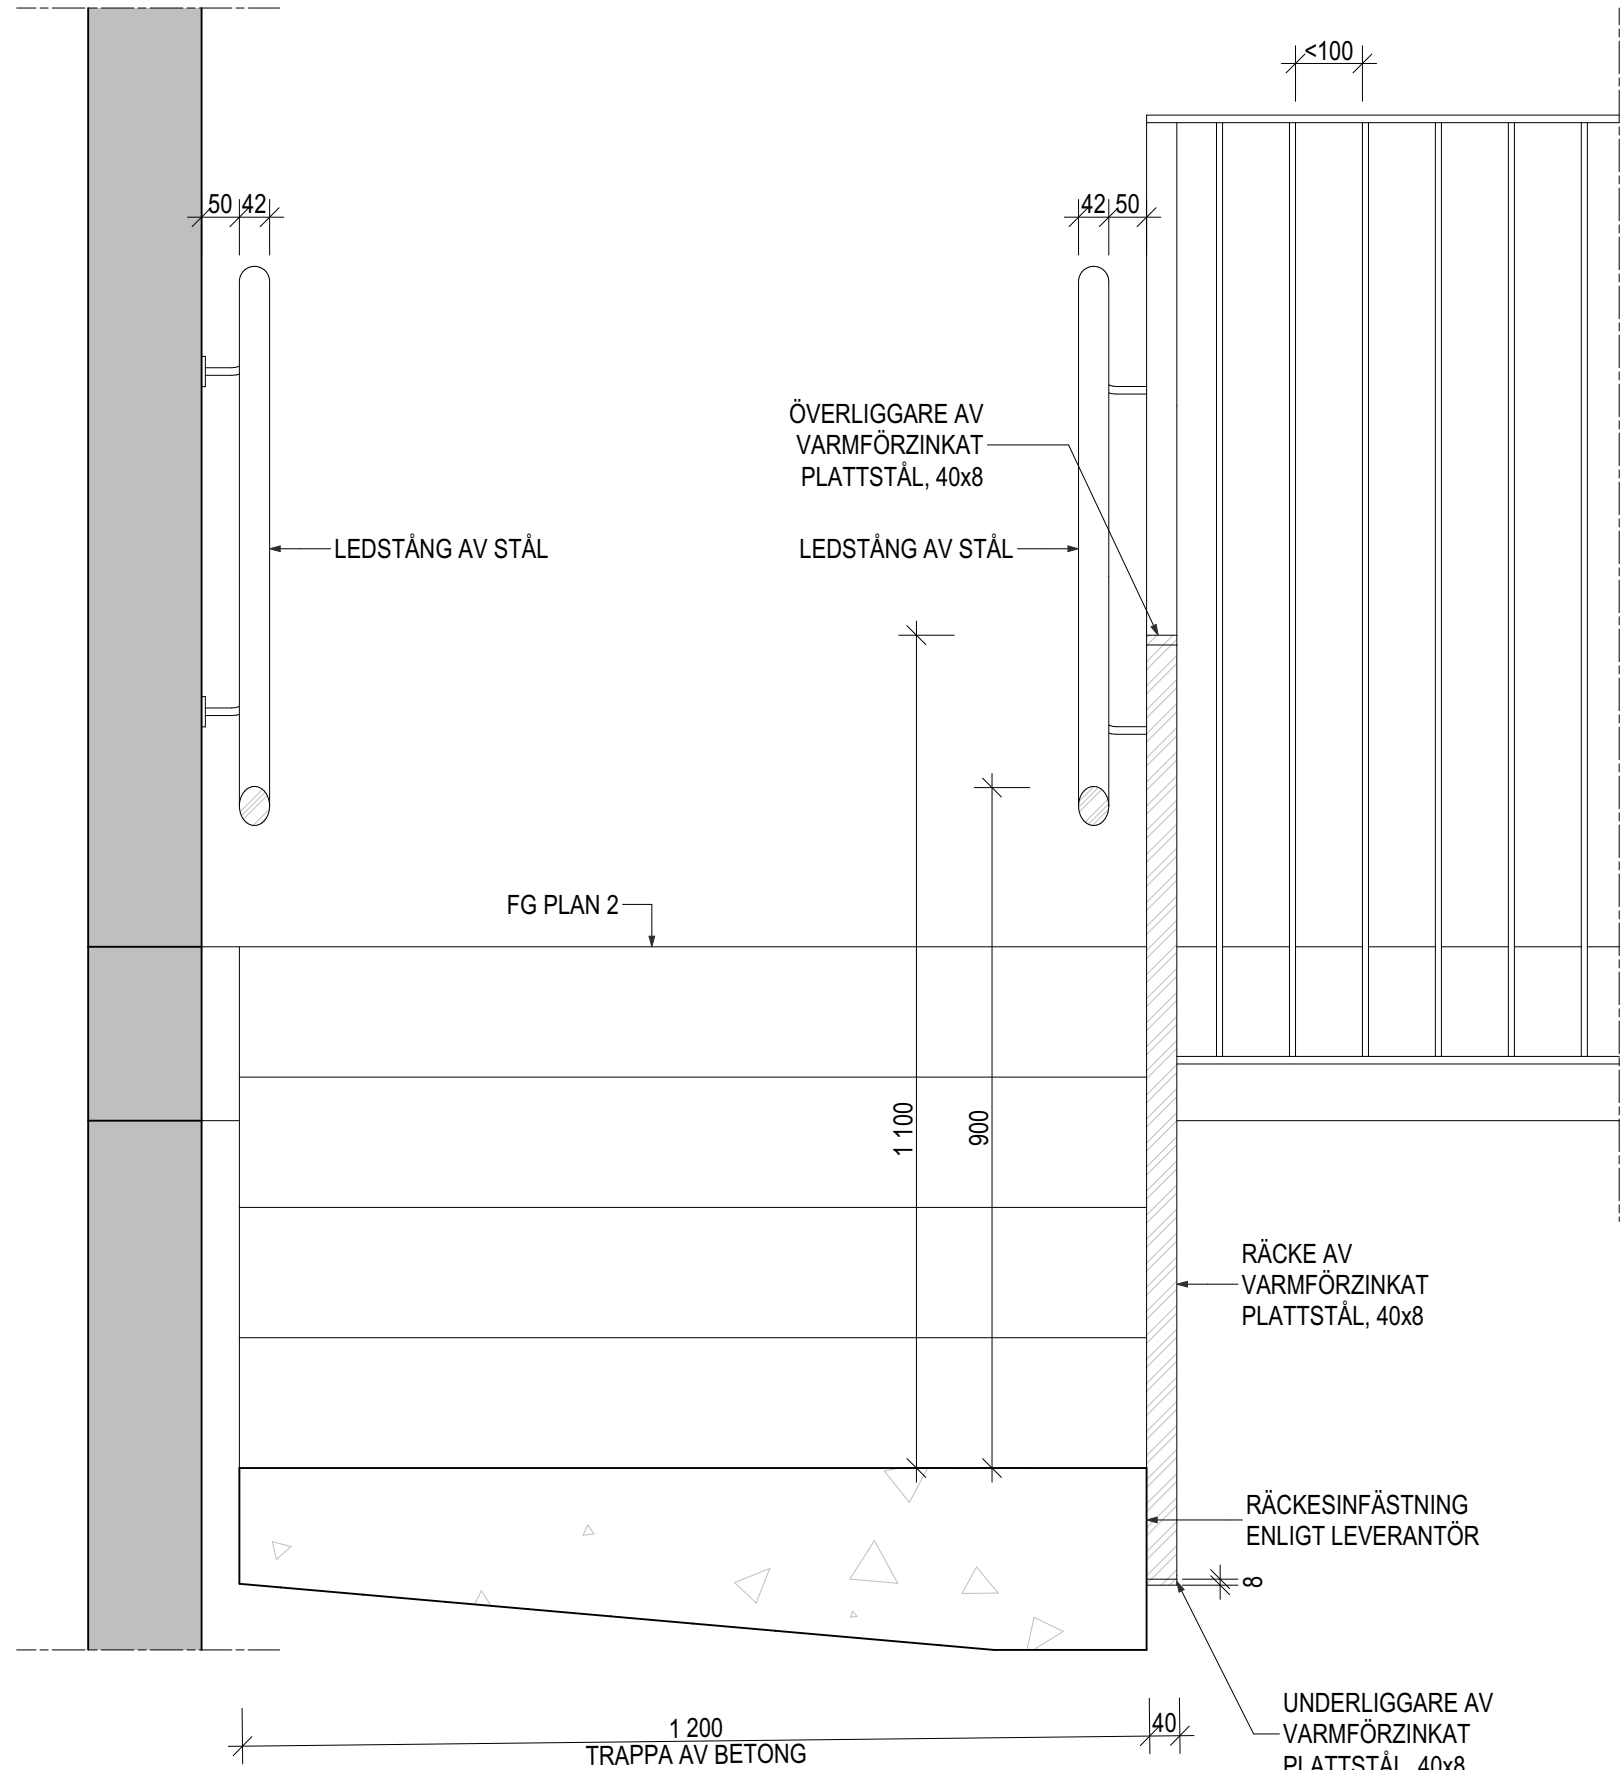 <100
50 42
42 50
ÖVERLIGGARE AV
VARMFÖRZINKAT
PLATTSTÅL, 40x8
LEDSTÅNG AV STÅL
LEDSTÅNG AV STÅL
FG PLAN 2
1 100
900
RÄCKE AV
VARMFÖRZINKAT
PLATTSTÅL, 40x8
RÄCKESINFÄSTNING
ENLIGT LEVERANTÖR
8
1 200
TRAPPA AV BETONG
40
UNDERLIGGARE AV
VARMFÖRZINKAT
PLATTSTÅL, 40x8